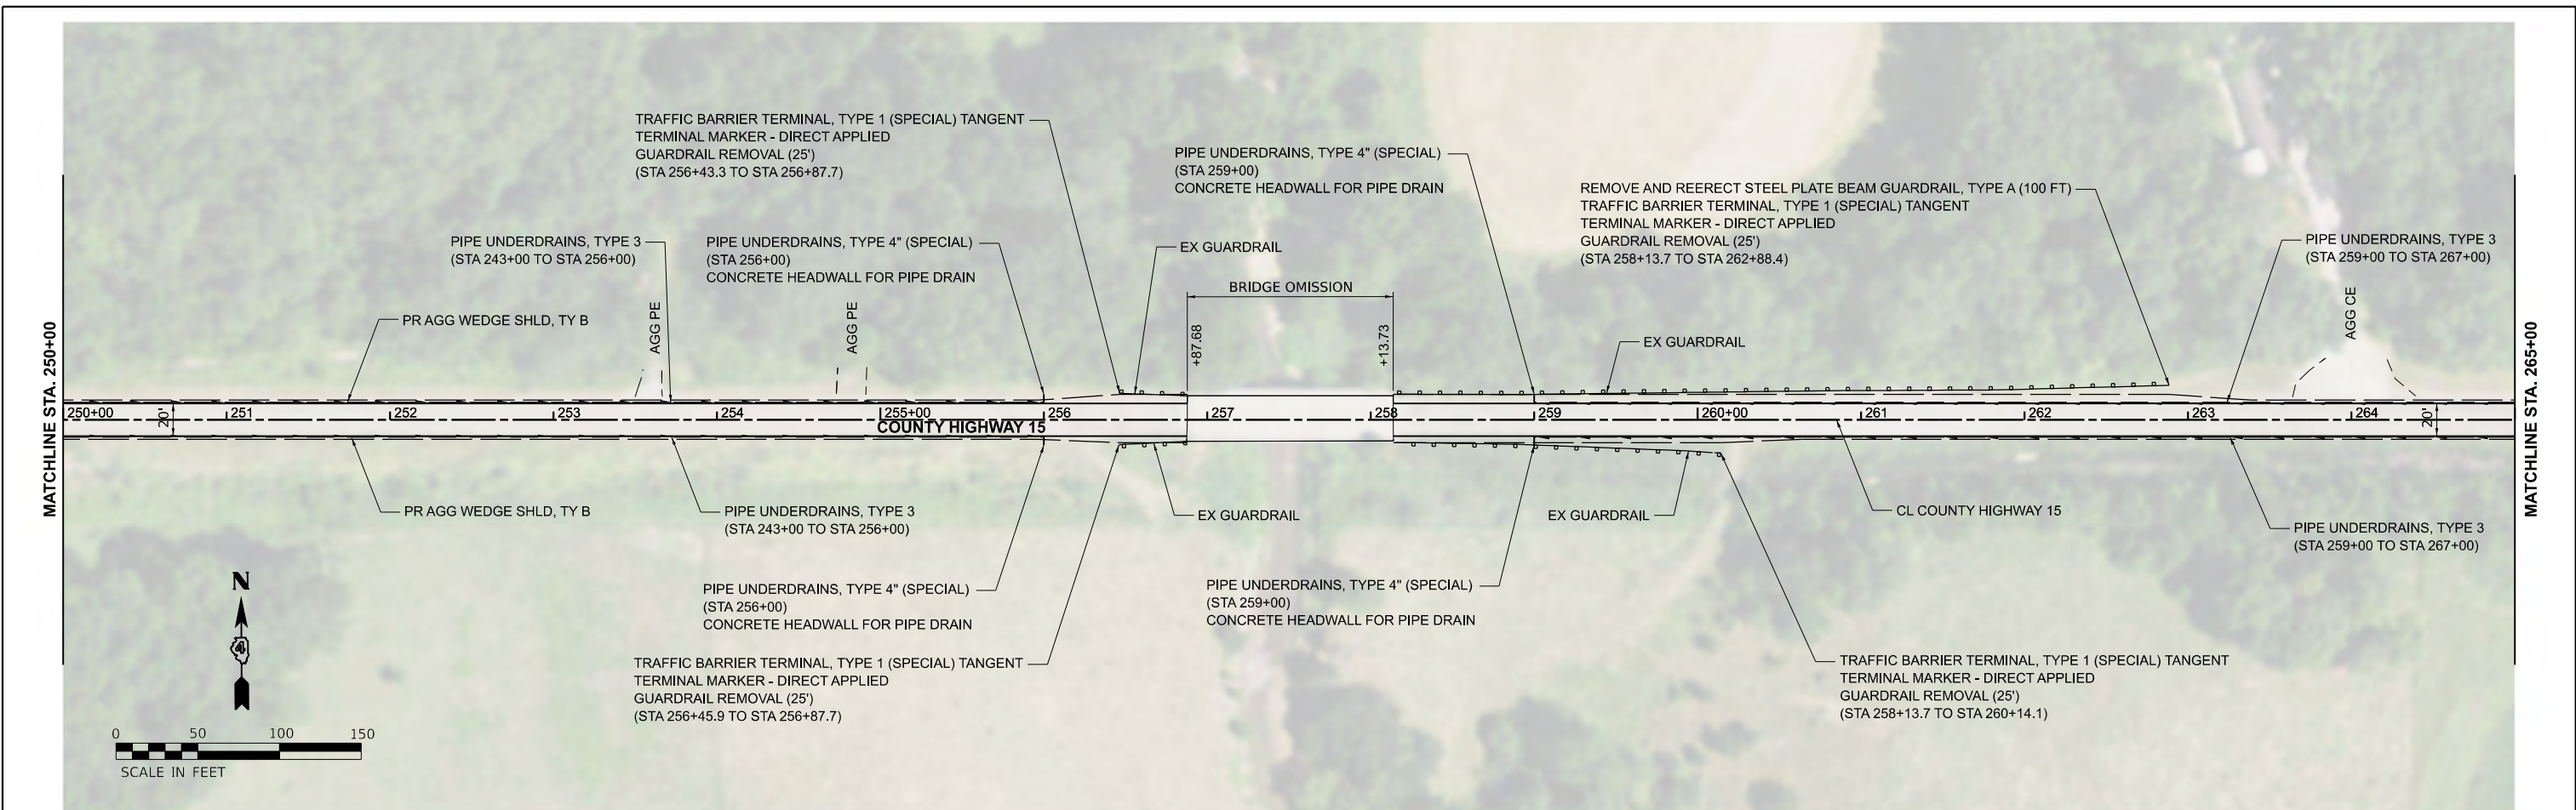 TRAFFIC BARRIER TERMINAL, TYPE 1 (SPECIAL) TANGENT
TERMINAL MARKER - DIRECT APPLIED
GUARDRAIL REMOVAL (25')
(STA 256+43.3 TO STA 256+87.7)
PIPE UNDERDRAINS, TYPE 4" (SPECIAL)
(STA 259+00)
CONCRETE HEADWALL FOR PIPE DRAIN
REMOVE AND REERECT STEEL PLATE BEAM GUARDRAIL, TYPE A (100 FT)
TRAFFIC BARRIER TERMINAL, TYPE 1 (SPECIAL) TANGENT
TERMINAL MARKER - DIRECT APPLIED
GUARDRAIL REMOVAL (25')
(STA 258+13.7 TO STA 262+88.4)
PIPE UNDERDRAINS, TYPE 3
(STA 243+00 TO STA 256+00)
PIPE UNDERDRAINS, TYPE 4" (SPECIAL)
(STA 256+00)
CONCRETE HEADWALL FOR PIPE DRAIN
EX GUARDRAIL
PIPE UNDERDRAINS, TYPE 3
(STA 259+00 TO STA 267+00)
BRIDGE OMISSION
PR AGG WEDGE SHLD, TY B
AGG PE
AGG PE
+87.68
+13.73
EX GUARDRAIL
AGG CE
MATCHLINE STA. 250+00
MATCHLINE STA. 265+00
250+00
251
252
253
254
255+00
256
257
258
259
260+00
261
262
263
264
20'
20'
COUNTY HIGHWAY 15
PR AGG WEDGE SHLD, TY B
PIPE UNDERDRAINS, TYPE 3
(STA 243+00 TO STA 256+00)
EX GUARDRAIL
EX GUARDRAIL
CL COUNTY HIGHWAY 15
PIPE UNDERDRAINS, TYPE 3
(STA 259+00 TO STA 267+00)
PIPE UNDERDRAINS, TYPE 4" (SPECIAL)
(STA 256+00)
CONCRETE HEADWALL FOR PIPE DRAIN
PIPE UNDERDRAINS, TYPE 4" (SPECIAL)
(STA 259+00)
CONCRETE HEADWALL FOR PIPE DRAIN
TRAFFIC BARRIER TERMINAL, TYPE 1 (SPECIAL) TANGENT
TERMINAL MARKER - DIRECT APPLIED
GUARDRAIL REMOVAL (25')
(STA 256+45.9 TO STA 256+87.7)
TRAFFIC BARRIER TERMINAL, TYPE 1 (SPECIAL) TANGENT
TERMINAL MARKER - DIRECT APPLIED
GUARDRAIL REMOVAL (25')
(STA 258+13.7 TO STA 260+14.1)
N
4
0 50 100 150
SCALE IN FEET